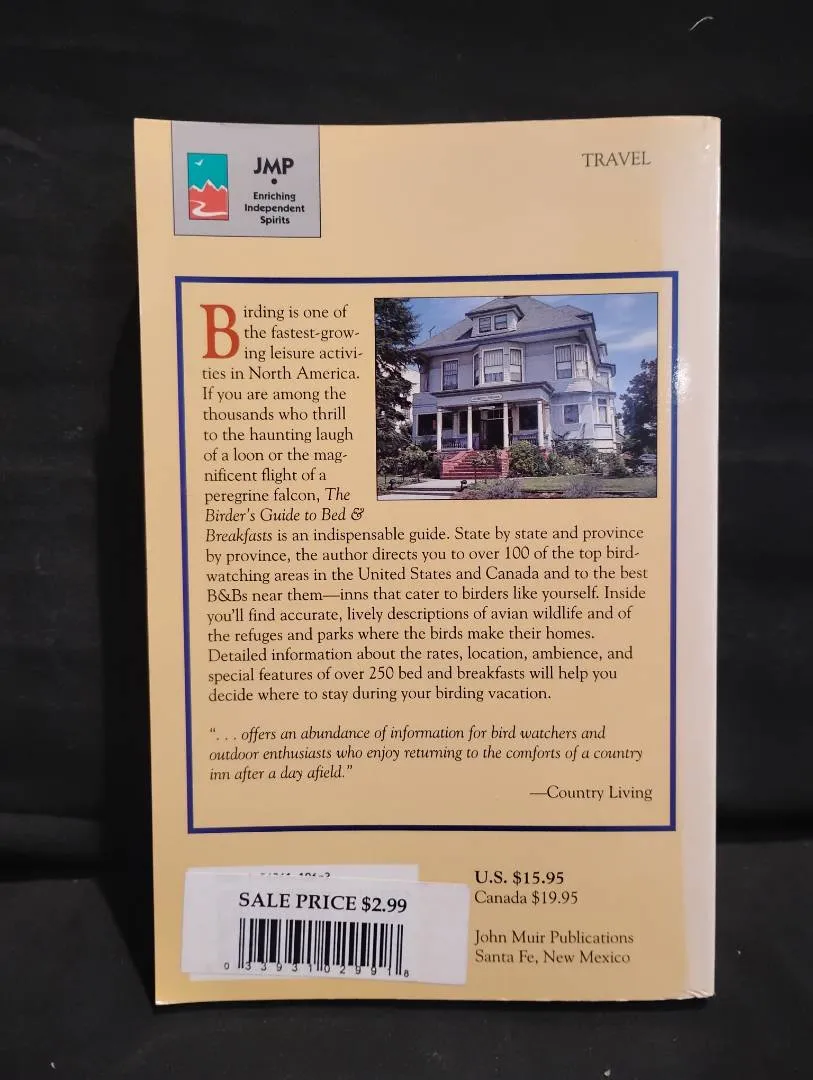 JMP
•
Enriching
Independent
Spirits
TRAVEL
Birding is one of
the fastest-grow-
ing leisure activi-
ties in North America.
If you are among the
thousands who thrill
to the haunting laugh
of a loon or the mag-
nificent flight of a
peregrine falcon, The
Birder's Guide to Bed &
Breakfasts is an indispensable guide. State by state and province
by province, the author directs you to over 100 of the top bird-
watching areas in the United States and Canada and to the best
B&Bs near them—inns that cater to birders like yourself. Inside
you'll find accurate, lively descriptions of avian wildlife and of
the refuges and parks where the birds make their homes.
Detailed information about the rates, location, ambience, and
special features of over 250 bed and breakfasts will help you
decide where to stay during your birding vacation.
“. . . offers an abundance of information for bird watchers and
outdoor enthusiasts who enjoy returning to the comforts of a country
inn after a day afield.”
—Country Living
SALE PRICE $2.99
0 33931 02991 8
U.S. $15.95
Canada $19.95
John Muir Publications
Santa Fe, New Mexico